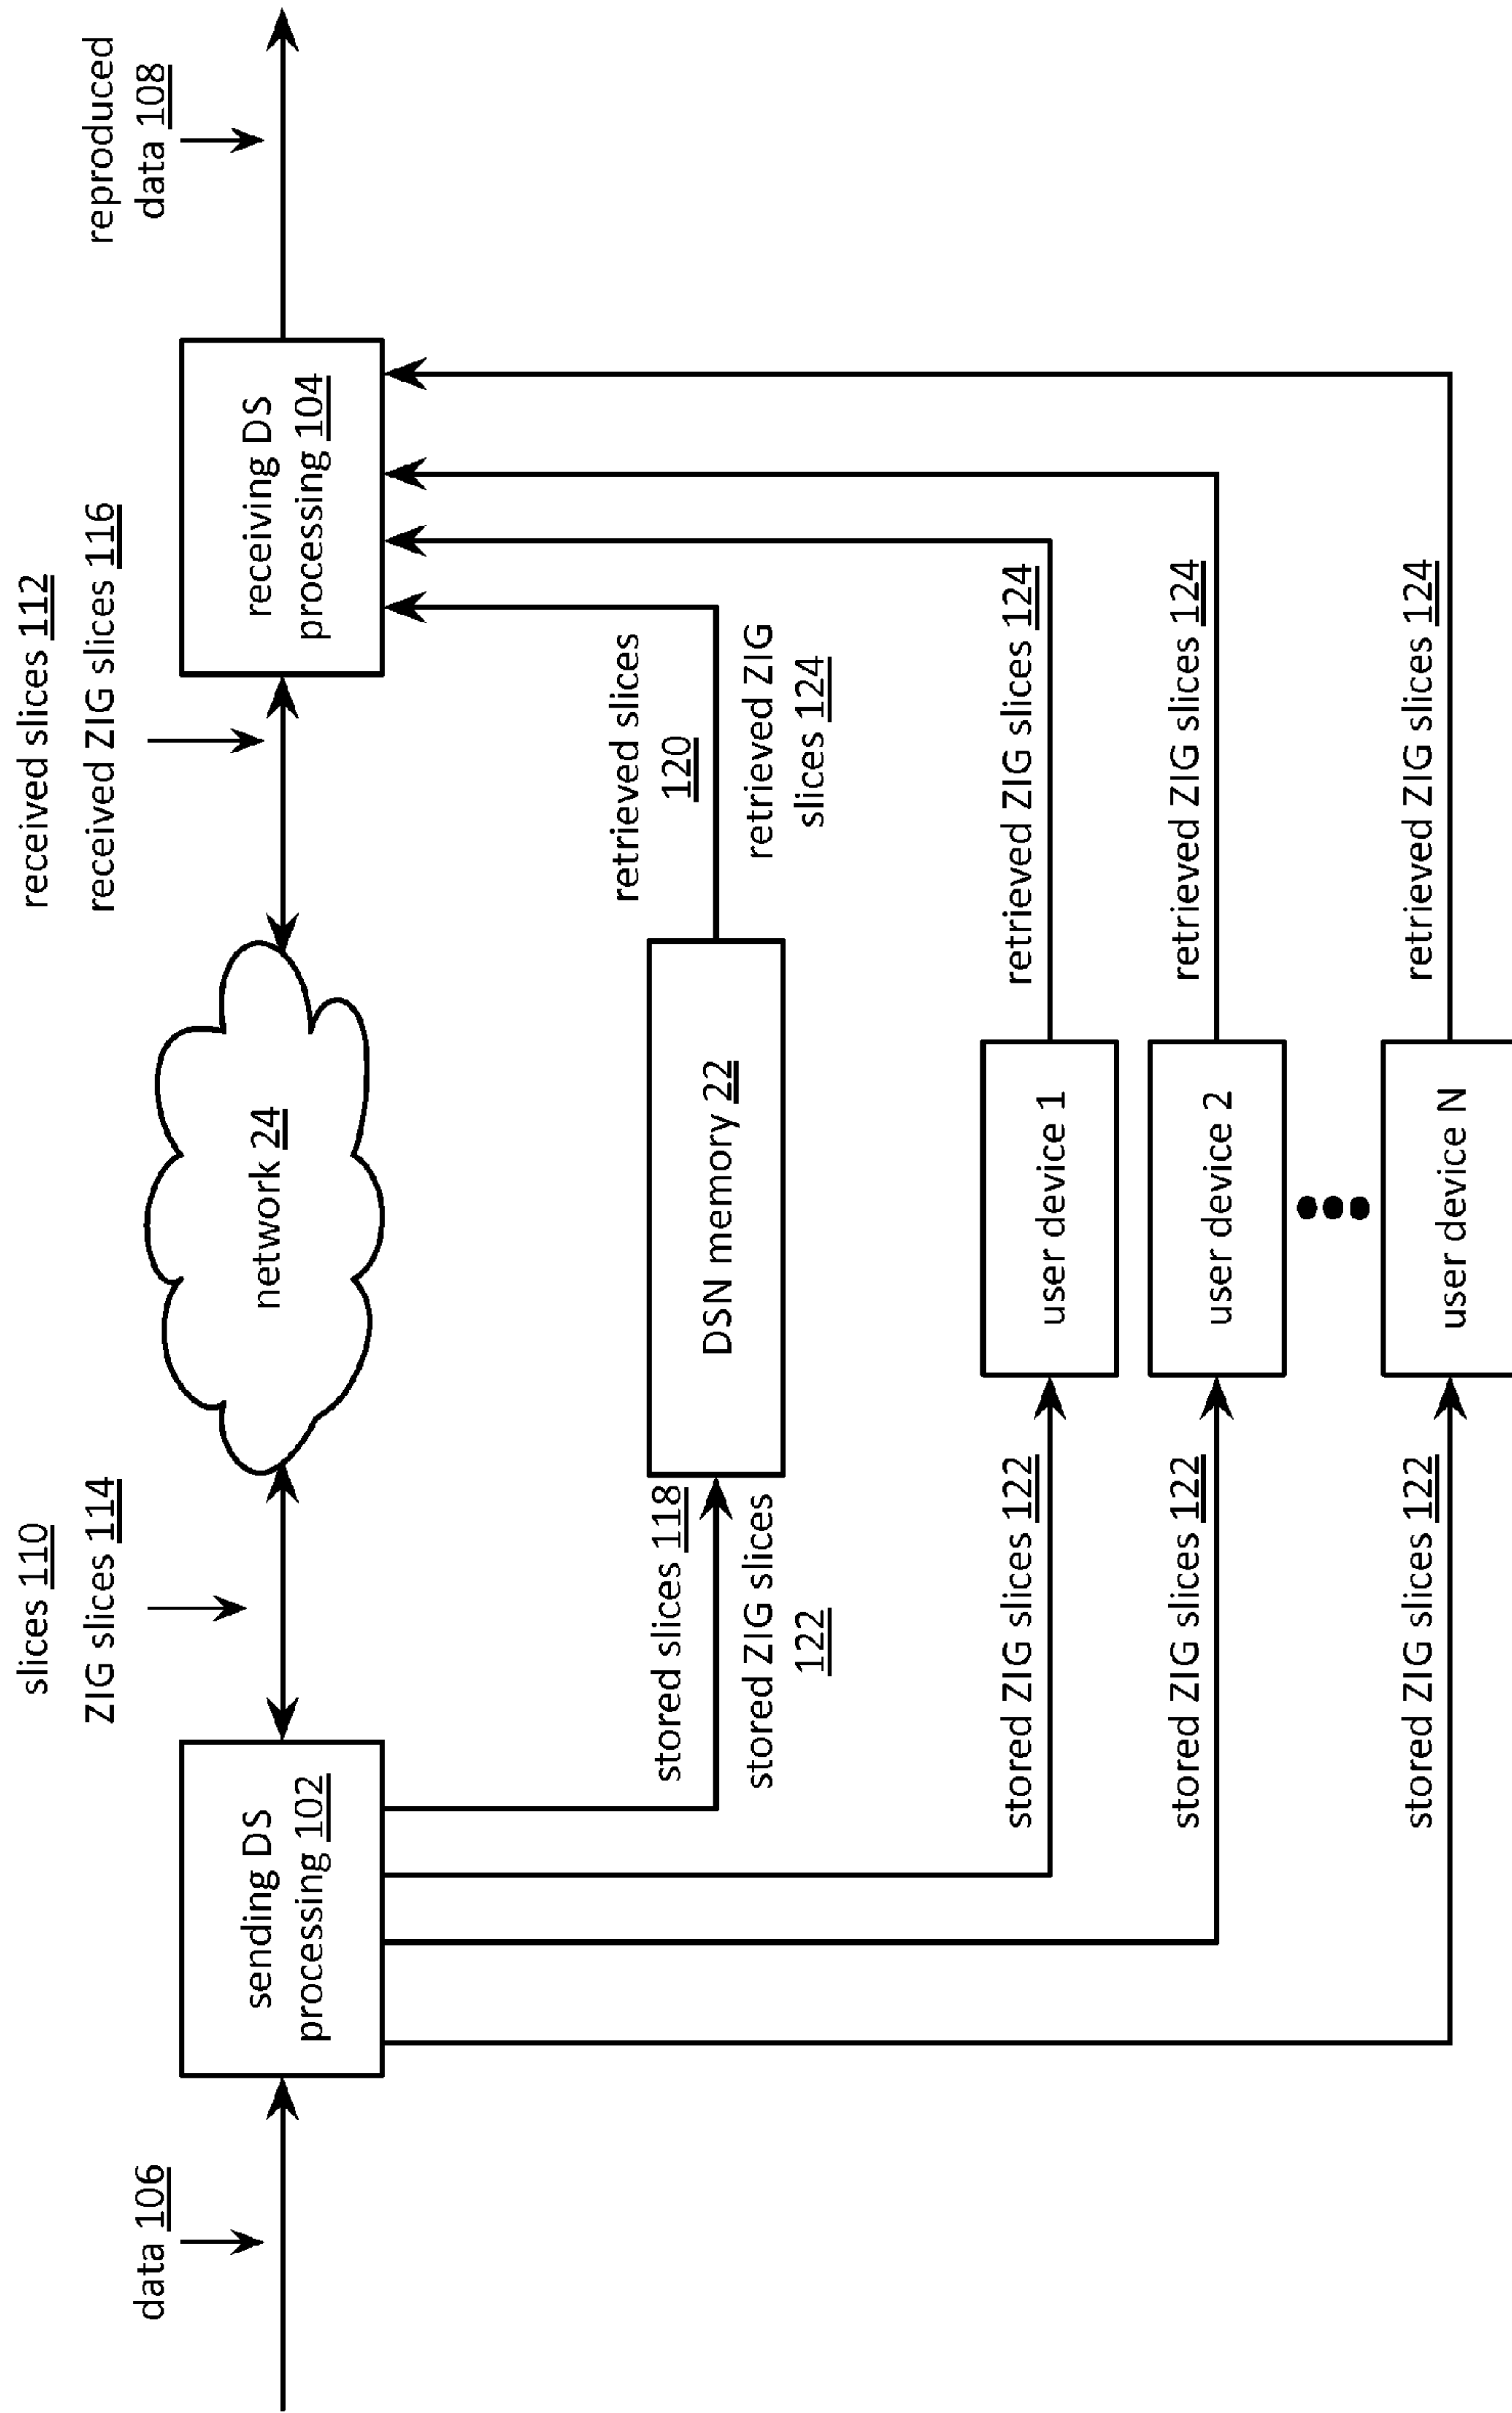 slices 110
ZIG slices 114
received slices 112
received ZIG slices 116
data 106
reproduced
data 108
sending DS
processing 102
network 24
receiving DS
processing 104
stored slices 118
stored ZIG slices
122
DSN memory 22
retrieved slices
120
retrieved ZIG
slices 124
stored ZIG slices 122
user device 1
retrieved ZIG slices 124
stored ZIG slices 122
user device 2
retrieved ZIG slices 124
stored ZIG slices 122
user device N
retrieved ZIG slices 124